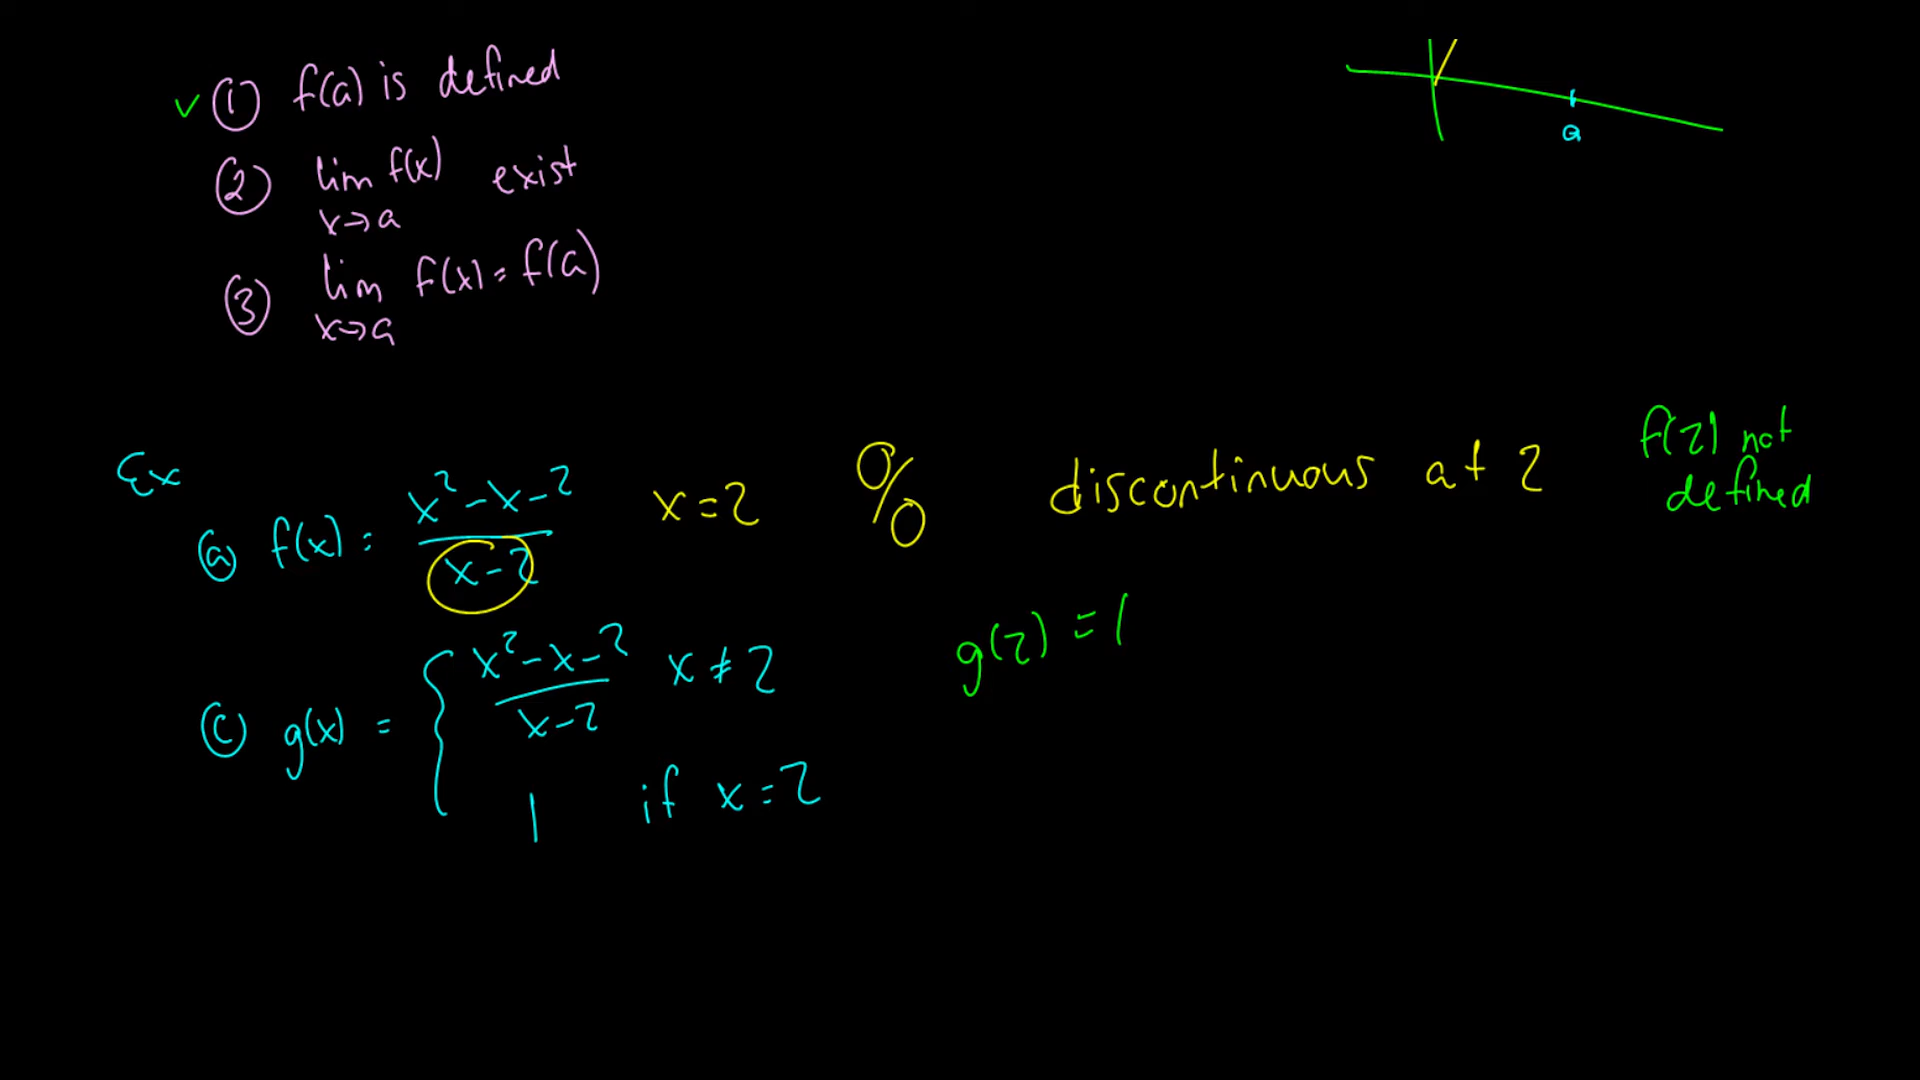 ✓ ① f(a) is defined
② lim f(x) exist
x→a
③ lim f(x) = f(a)
x→a
a
Ex
ⓐ f(x) = (x² - x - 2)/(x - 2) x = 2 0/0 discontinuous at 2 f(2) not defined
ⓒ g(x) = { (x² - x - 2)/(x - 2) x ≠ 2 g(2) = 1
1 if x = 2